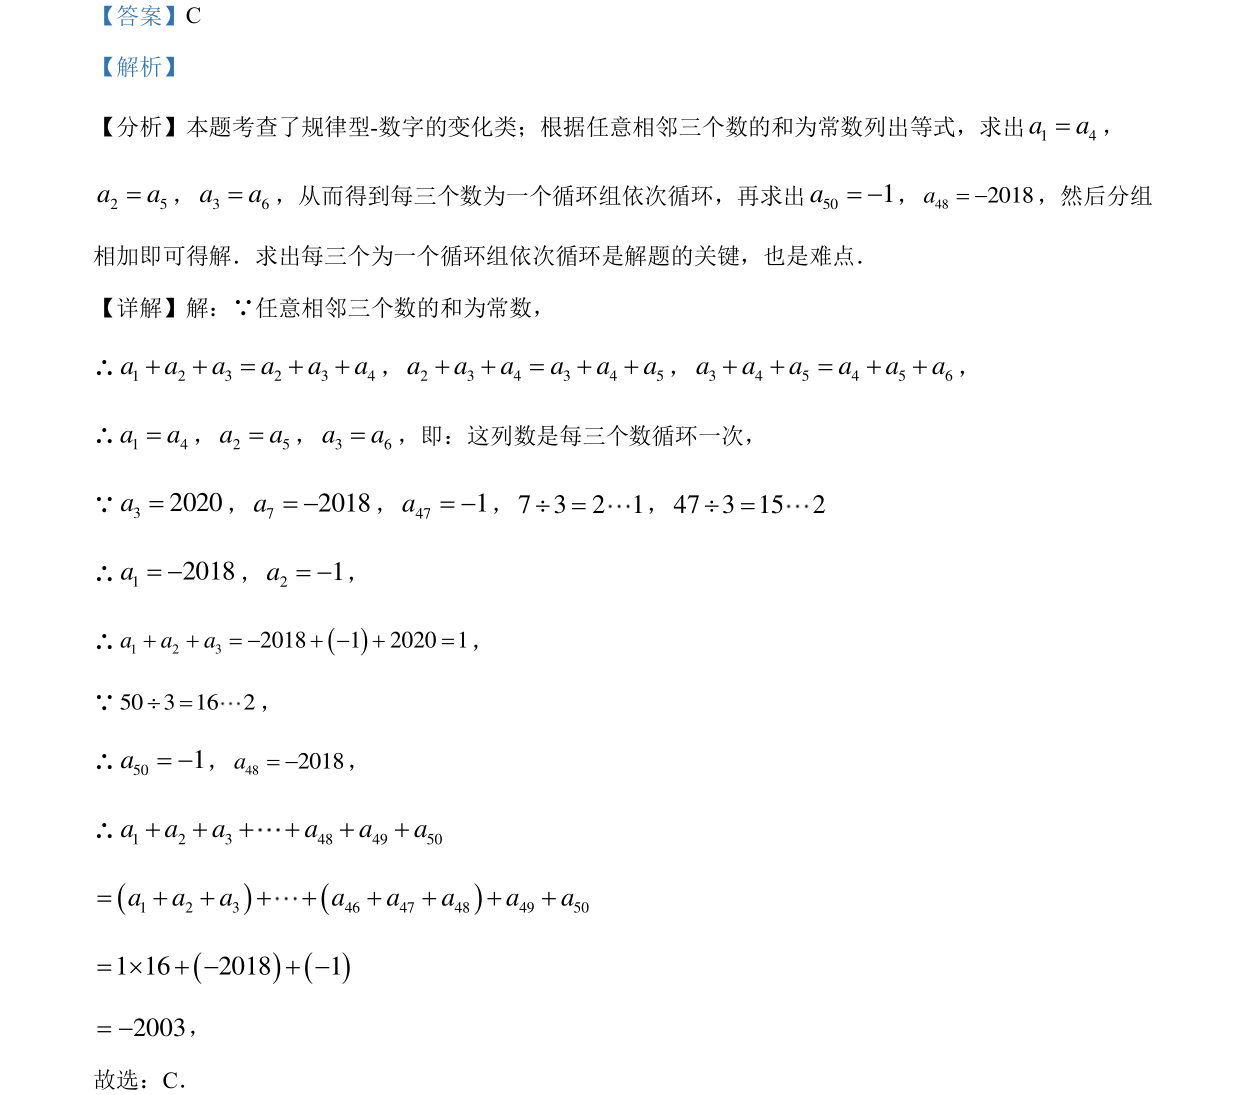 【答案】C
【解析】
【分析】本题考查了规律型-数字的变化类；根据任意相邻三个数的和为常数列出等式，求出a₁ = a₄，
a₂ = a₅，a₃ = a₆，从而得到每三个数为一个循环组依次循环，再求出a₅₀ = −1，a₄₈ = −2018，然后分组
相加即可得解．求出每三个为一个循环组依次循环是解题的关键，也是难点．
【详解】解：∵任意相邻三个数的和为常数，
∴a₁ + a₂ + a₃ = a₂ + a₃ + a₄，a₂ + a₃ + a₄ = a₃ + a₄ + a₅，a₃ + a₄ + a₅ = a₄ + a₅ + a₆，
∴a₁ = a₄，a₂ = a₅，a₃ = a₆，即：这列数是每三个数循环一次，
∵a₃ = 2020，a₇ = −2018，a₄₇ = −1，7÷3 = 2⋯1，47÷3 = 15⋯2
∴a₁ = −2018，a₂ = −1，
∴a₁ + a₂ + a₃ = −2018 + (−1) + 2020 = 1，
∵50÷3 = 16⋯2，
∴a₅₀ = −1，a₄₈ = −2018，
∴a₁ + a₂ + a₃ + ⋯ + a₄₈ + a₄₉ + a₅₀
= (a₁ + a₂ + a₃) + ⋯ + (a₄₆ + a₄₇ + a₄₈) + a₄₉ + a₅₀
= 1×16 + (−2018) + (−1)
= −2003，
故选：C．